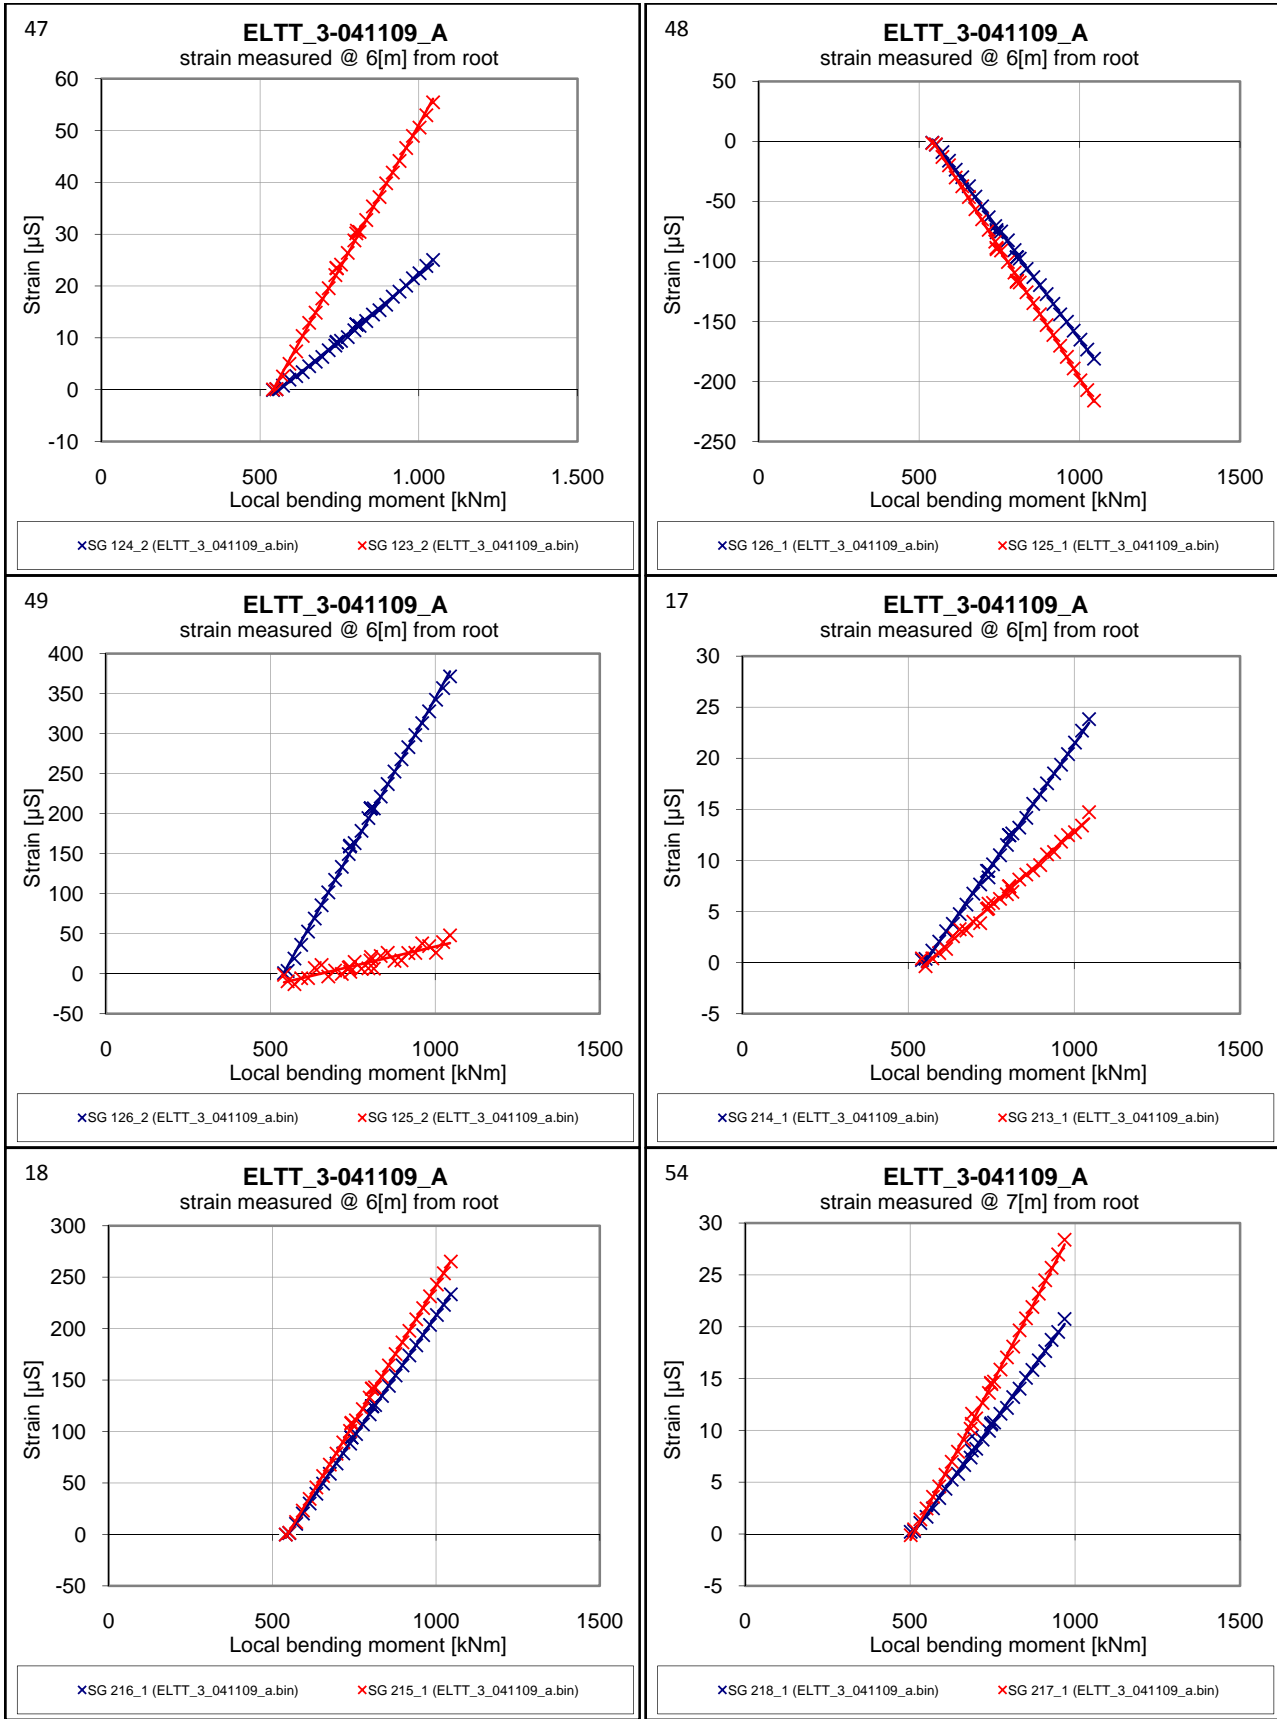 47
ELTT_3-041109_A
strain measured @ 6[m] from root
60
50
40
30
20
10
0
-10
0 500 1.000 1.500
Strain [µS]
Local bending moment [kNm]
SG 124_2 (ELTT_3_041109_a.bin) SG 123_2 (ELTT_3_041109_a.bin)
48
ELTT_3-041109_A
strain measured @ 6[m] from root
50
0
-50
-100
-150
-200
-250
0 500 1000 1500
Strain [µS]
Local bending moment [kNm]
SG 126_1 (ELTT_3_041109_a.bin) SG 125_1 (ELTT_3_041109_a.bin)
49
ELTT_3-041109_A
strain measured @ 6[m] from root
400
350
300
250
200
150
100
50
0
-50
0 500 1000 1500
Strain [µS]
Local bending moment [kNm]
SG 126_2 (ELTT_3_041109_a.bin) SG 125_2 (ELTT_3_041109_a.bin)
17
ELTT_3-041109_A
strain measured @ 6[m] from root
30
25
20
15
10
5
0
-5
0 500 1000 1500
Strain [µS]
Local bending moment [kNm]
SG 214_1 (ELTT_3_041109_a.bin) SG 213_1 (ELTT_3_041109_a.bin)
18
ELTT_3-041109_A
strain measured @ 6[m] from root
300
250
200
150
100
50
0
-50
0 500 1000 1500
Strain [µS]
Local bending moment [kNm]
SG 216_1 (ELTT_3_041109_a.bin) SG 215_1 (ELTT_3_041109_a.bin)
54
ELTT_3-041109_A
strain measured @ 7[m] from root
30
25
20
15
10
5
0
-5
0 500 1000 1500
Strain [µS]
Local bending moment [kNm]
SG 218_1 (ELTT_3_041109_a.bin) SG 217_1 (ELTT_3_041109_a.bin)